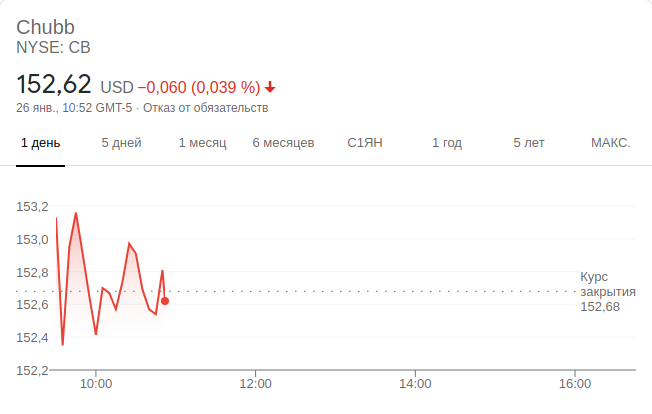 Chubb
NYSE: CB
152,62 USD −0,060 (0,039 %)
26 янв., 10:52 GMT-5 · Отказ от обязательств
1 день 5 дней 1 месяц 6 месяцев С1ЯН 1 год 5 лет МАКС.
153,2
153,0
152,8
152,6
152,4
152,2
Курс
закрытия
152,68
10:00 12:00 14:00 16:00